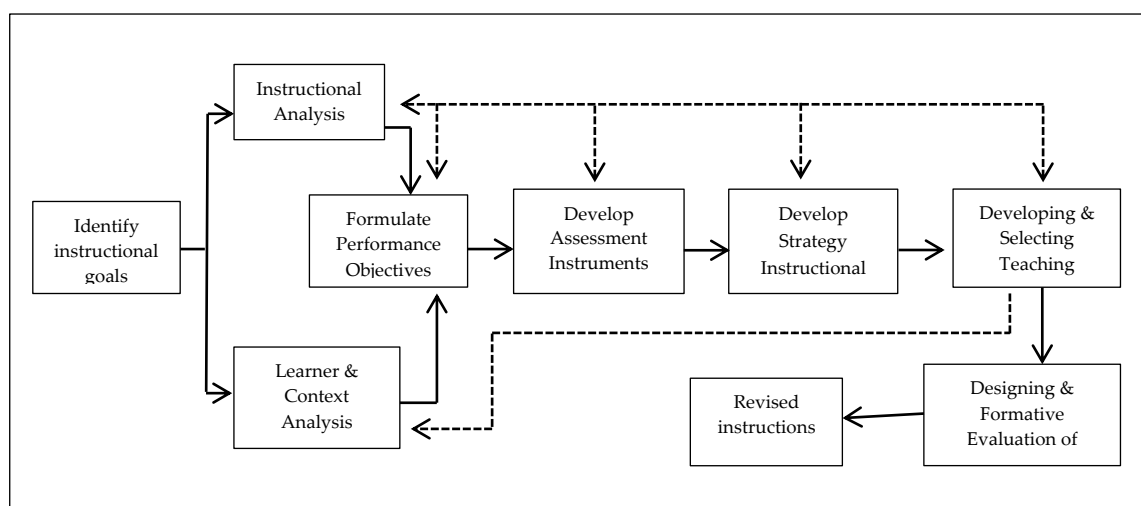 Instructional
Analysis
Identify
instructional
goals
Formulate
Performance
Objectives
Develop
Assessment
Instruments
Develop
Strategy
Instructional
Developing &
Selecting
Teaching
Learner &
Context
Analysis
Revised
instructions
Designing &
Formative
Evaluation of